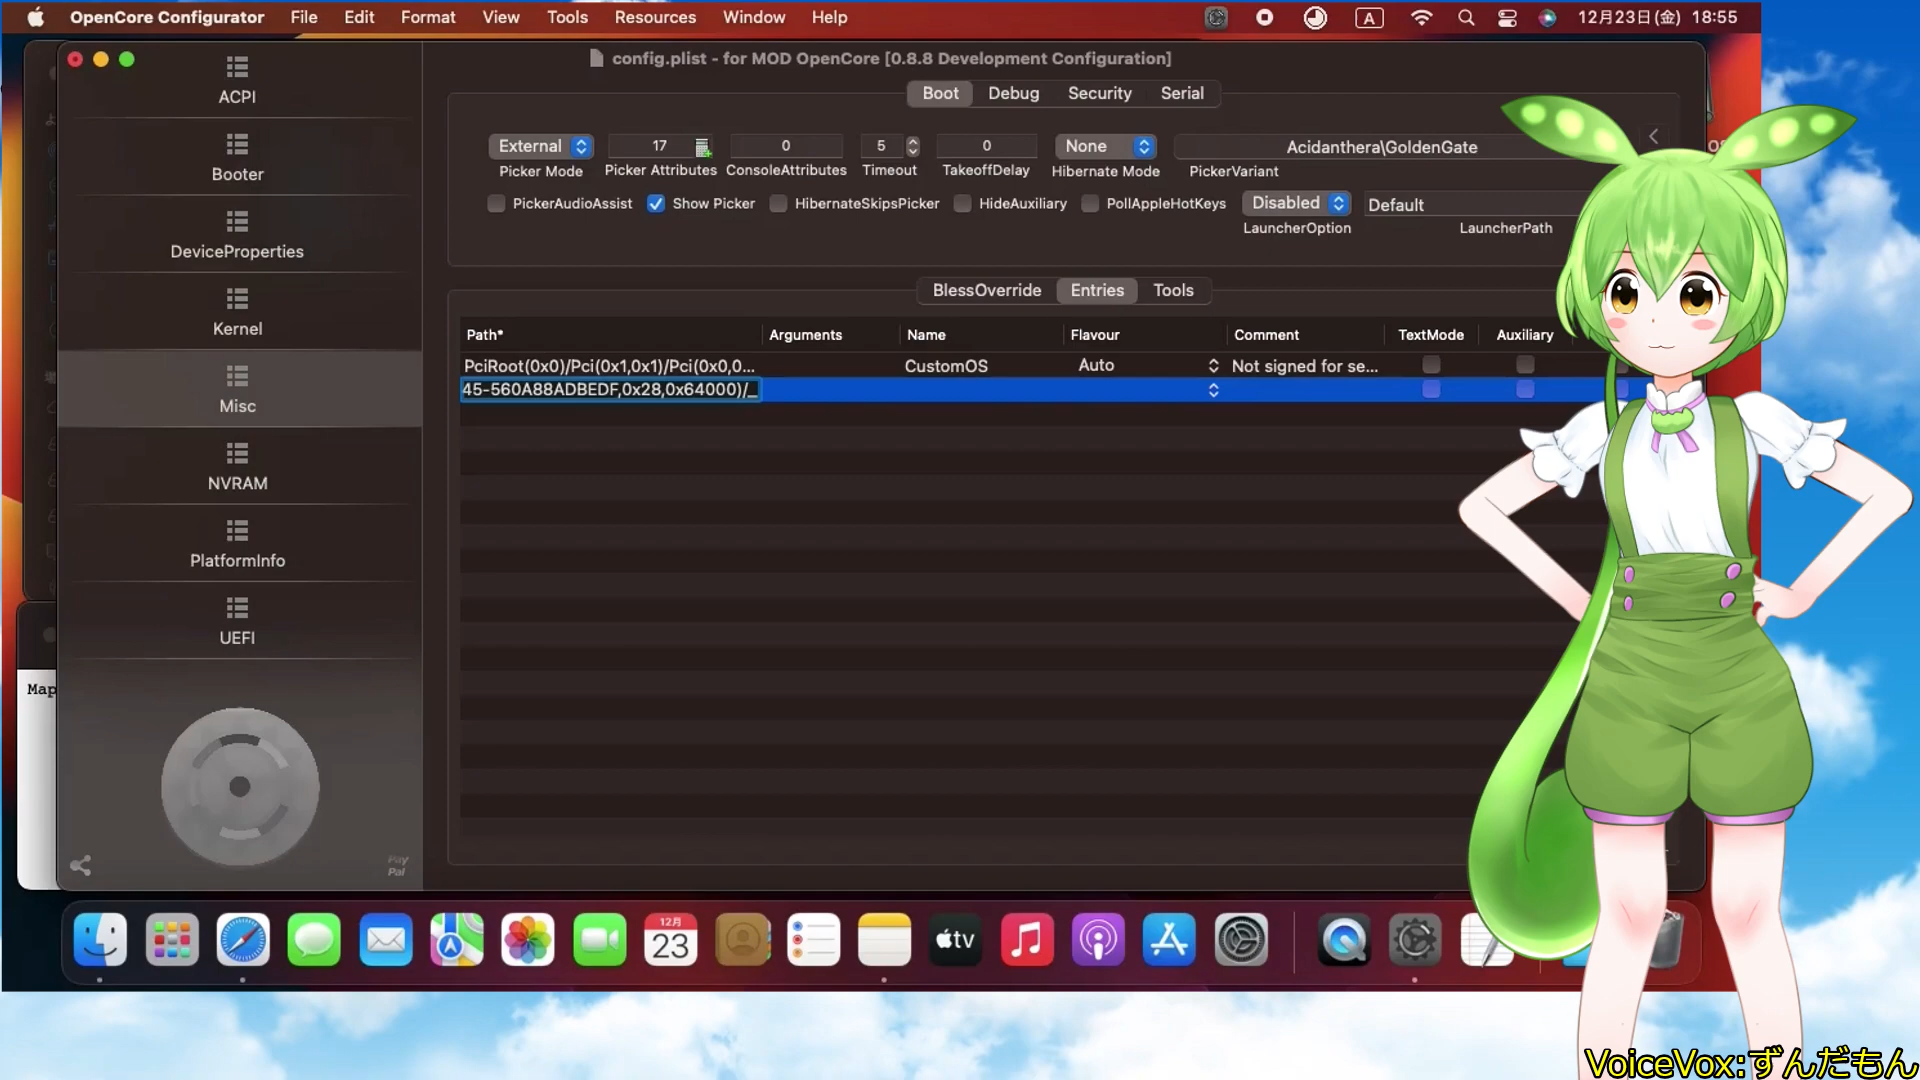 OpenCore Configurator File Edit Format View Tools Resources Window Help A 12月23日(金) 18:55
config.plist - for MOD OpenCore [0.8.8 Development Configuration]
ACPI
Booter
DeviceProperties
Kernel
Misc
NVRAM
PlatformInfo
UEFI
Pay
Pal
Boot Debug Security Serial
External 17 0 5 0 None Acidanthera\GoldenGate
Picker Mode Picker Attributes ConsoleAttributes Timeout TakeoffDelay Hibernate Mode PickerVariant
PickerAudioAssist Show Picker HibernateSkipsPicker HideAuxiliary PollAppleHotKeys Disabled Default
LauncherOption LauncherPath
BlessOverride Entries Tools
Path* Arguments Name Flavour Comment TextMode Auxiliary
PciRoot(0x0)/Pci(0x1,0x1)/Pci(0x0,0... CustomOS Auto Not signed for se...
45-560A88ADBEDF,0x28,0x64000)/_
Map
12月
23
tv
VoiceVox:ずんだもん